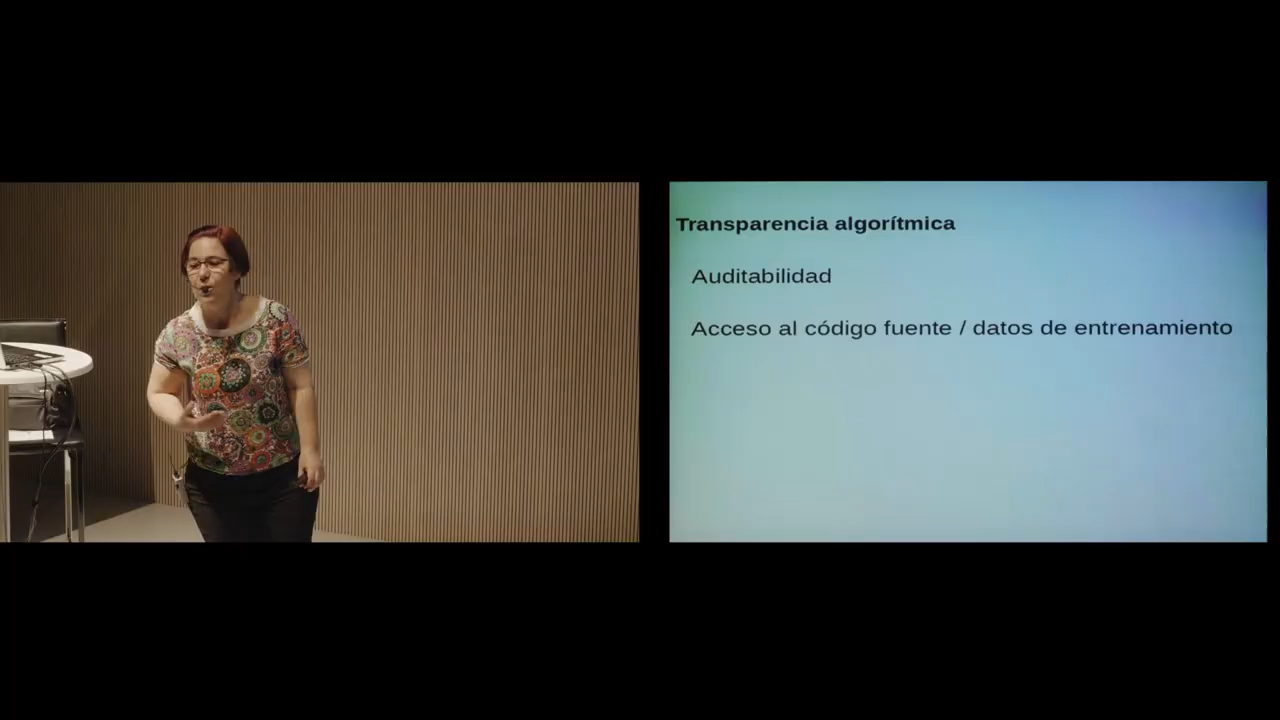 Transparencia algorítmica
Auditabilidad
Acceso al código fuente / datos de entrenamiento